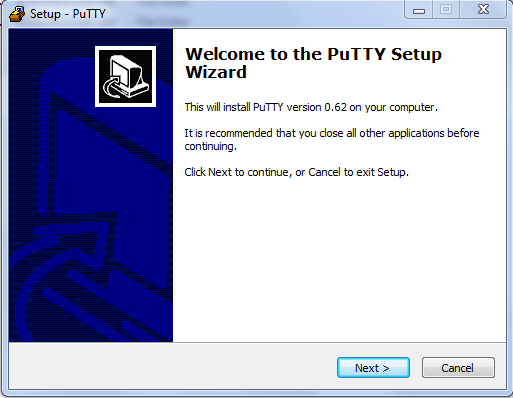 Setup - PuTTY
Welcome to the PuTTY Setup
Wizard
This will install PuTTY version 0.62 on your computer.
It is recommended that you close all other applications before
continuing.
Click Next to continue, or Cancel to exit Setup.
Next >
Cancel